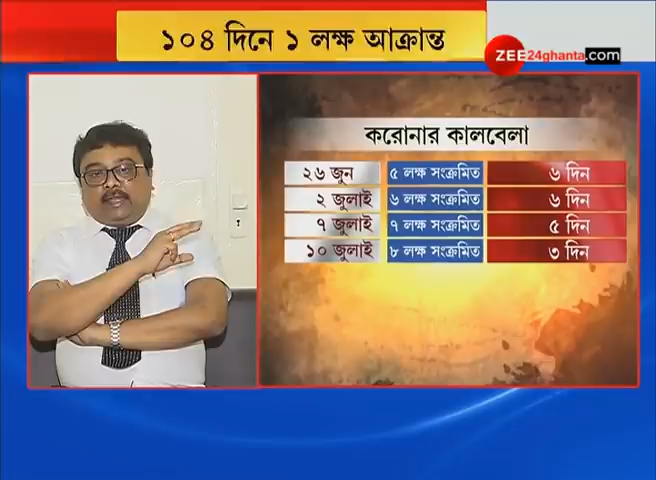 ১০৪ দিনে ১ লক্ষ আক্রান্ত
ZEE24ghanta.com
করোনার কালবেলা
২৬ জুন ৫ লক্ষ সংক্রমিত ৬ দিন
২ জুলাই ৬ লক্ষ সংক্রমিত ৬ দিন
৭ জুলাই ৭ লক্ষ সংক্রমিত ৫ দিন
১০ জুলাই ৮ লক্ষ সংক্রমিত ৩ দিন